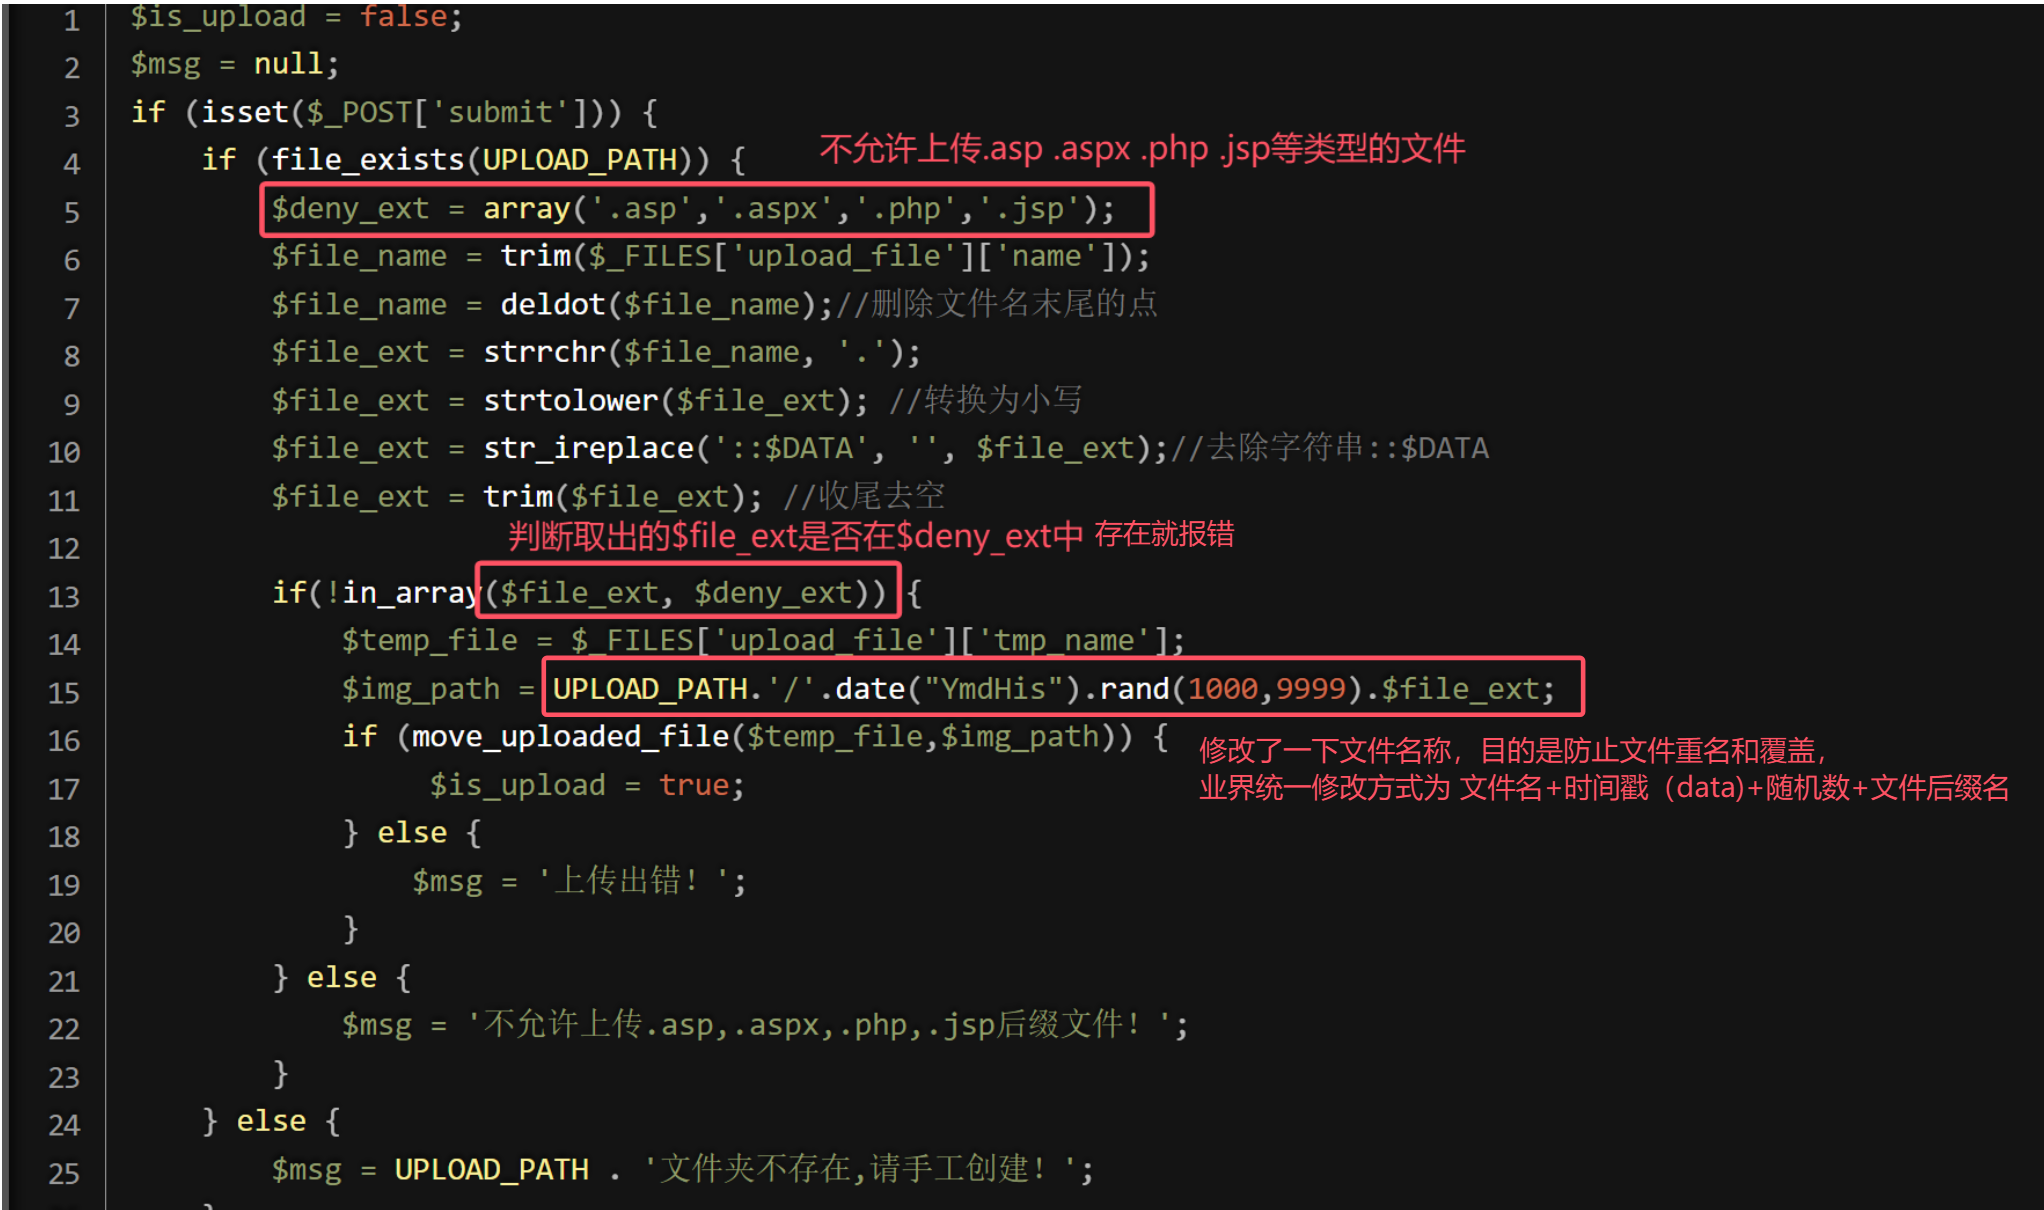 1 $is_upload = false;
2 $msg = null;
3 if (isset($_POST['submit'])) {
不允许上传.asp .aspx .php .jsp等类型的文件
4 if (file_exists(UPLOAD_PATH)) {
5 $deny_ext = array('.asp','.aspx','.php','.jsp');
6 $file_name = trim($_FILES['upload_file']['name']);
7 $file_name = deldot($file_name);//删除文件名末尾的点
8 $file_ext = strrchr($file_name, '.');
9 $file_ext = strtolower($file_ext); //转换为小写
10 $file_ext = str_ireplace('::$DATA', '', $file_ext);//去除字符串::$DATA
11 $file_ext = trim($file_ext); //收尾去空
12 判断取出的$file_ext是否在$deny_ext中 存在就报错
13 if(!in_array($file_ext, $deny_ext)) {
14 $temp_file = $_FILES['upload_file']['tmp_name'];
15 $img_path = UPLOAD_PATH.'/'.date("YmdHis").rand(1000,9999).$file_ext;
16 if (move_uploaded_file($temp_file,$img_path)) {
修改了一下文件名称，目的是防止文件重名和覆盖，
17 $is_upload = true;
业界统一修改方式为 文件名+时间戳（data)+随机数+文件后缀名
18 } else {
19 $msg = '上传出错！';
20 }
21 } else {
22 $msg = '不允许上传.asp,.aspx,.php,.jsp后缀文件！';
23 }
24 } else {
25 $msg = UPLOAD_PATH . '文件夹不存在,请手工创建！';